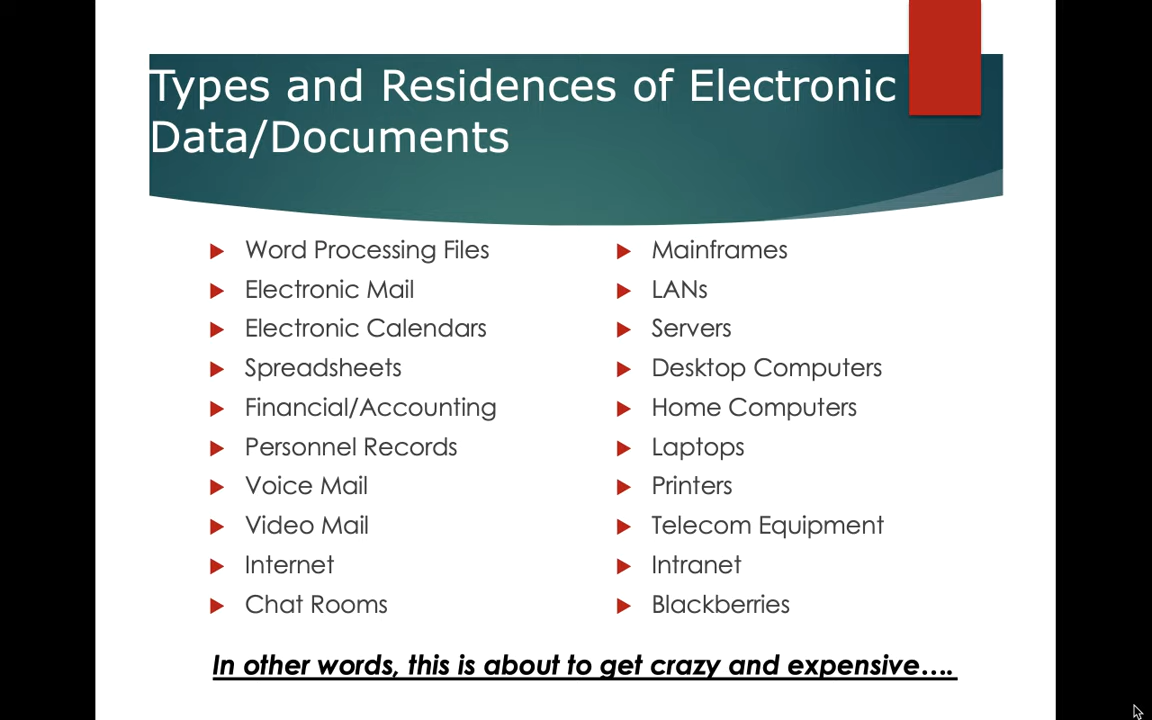 Types and Residences of Electronic
Data/Documents
Word Processing Files
Electronic Mail
Electronic Calendars
Spreadsheets
Financial/Accounting
Personnel Records
Voice Mail
Video Mail
Internet
Chat Rooms
Mainframes
LANs
Servers
Desktop Computers
Home Computers
Laptops
Printers
Telecom Equipment
Intranet
Blackberries
In other words, this is about to get crazy and expensive….